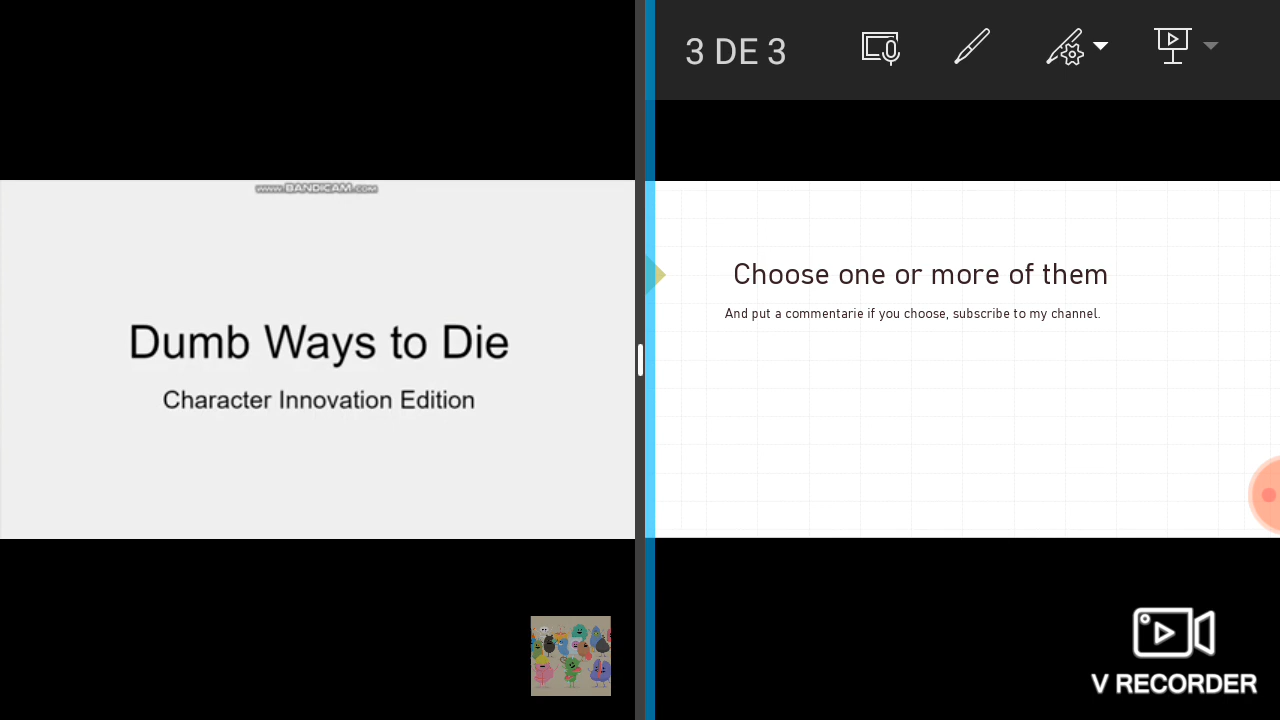 www.BANDICAM.com
Dumb Ways to Die
Character Innovation Edition
3 DE 3
Choose one or more of them
And put a commentarie if you choose, subscribe to my channel.
V RECORDER